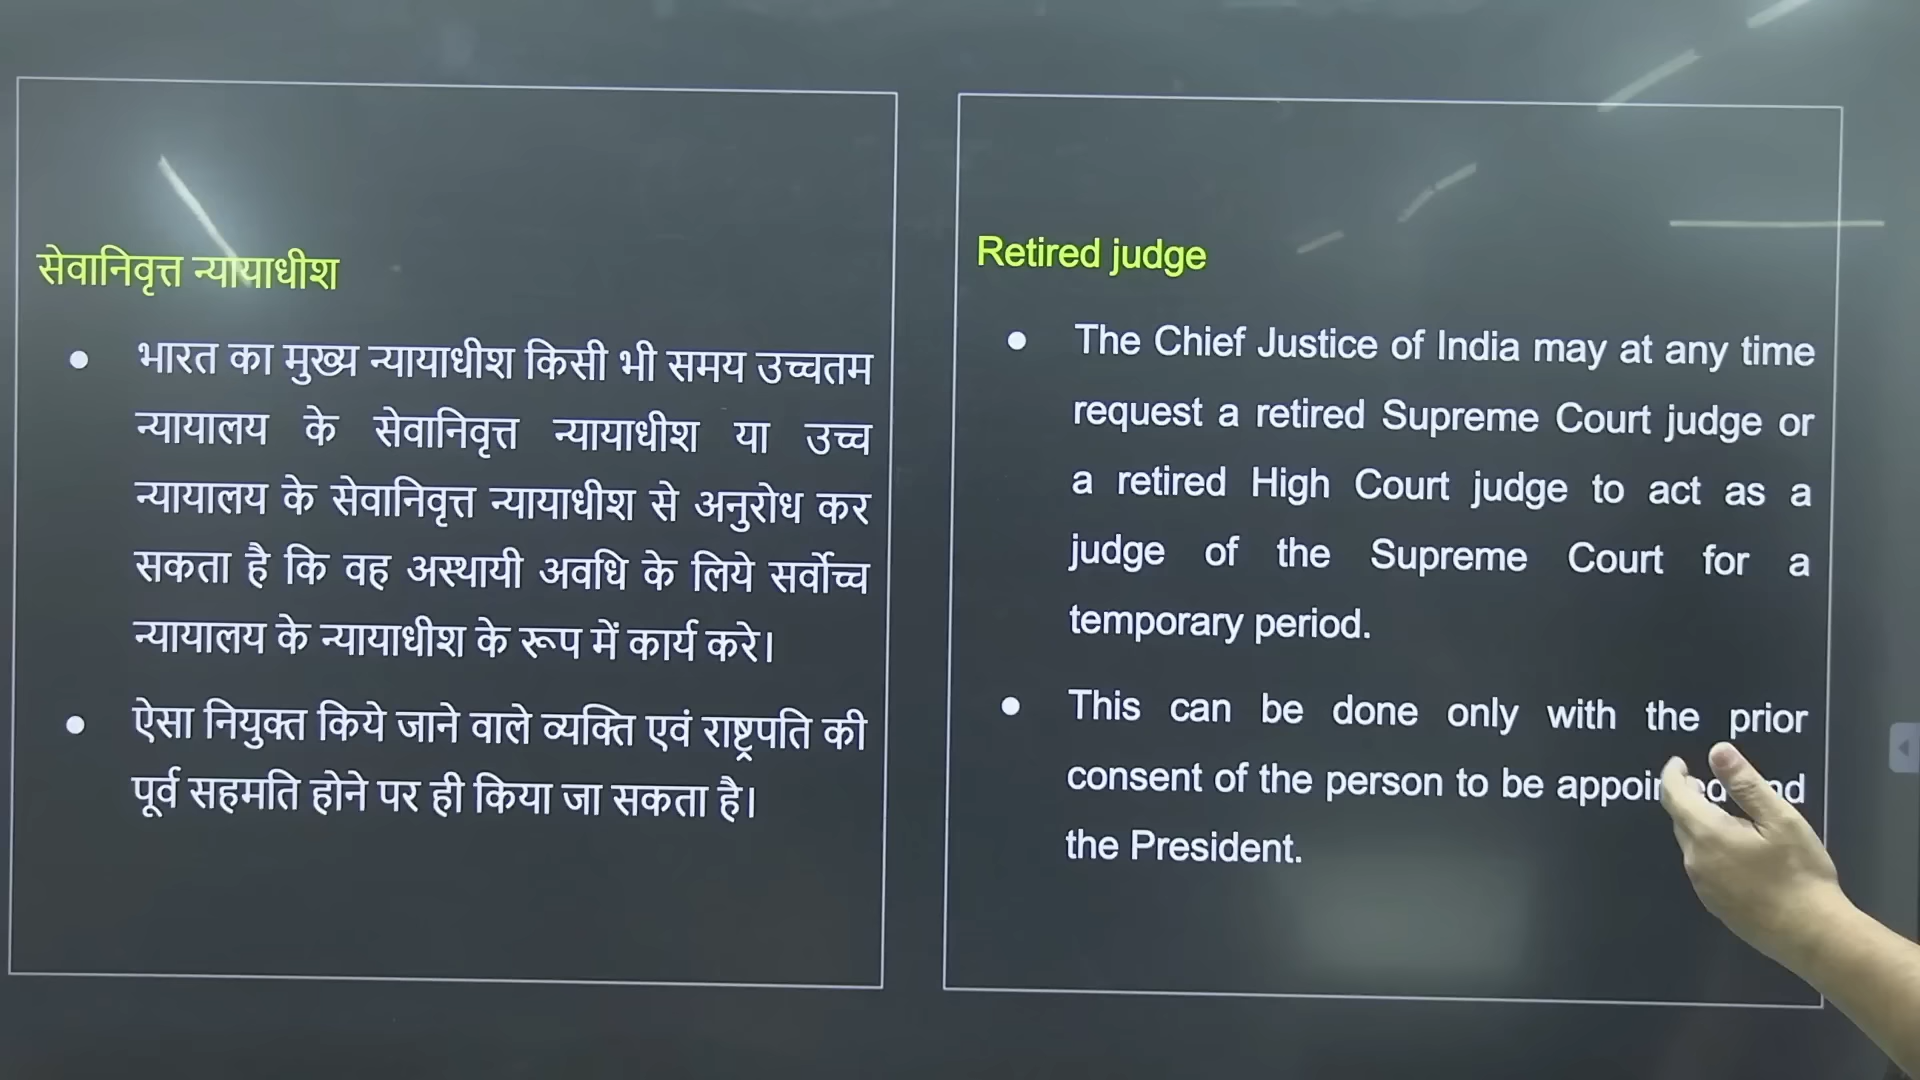 सेवानिवृत्त न्यायाधीश
• भारत का मुख्य न्यायाधीश किसी भी समय उच्चतम
न्यायालय के सेवानिवृत्त न्यायाधीश या उच्च
न्यायालय के सेवानिवृत्त न्यायाधीश से अनुरोध कर
सकता है कि वह अस्थायी अवधि के लिये सर्वोच्च
न्यायालय के न्यायाधीश के रूप में कार्य करे।
• ऐसा नियुक्त किये जाने वाले व्यक्ति एवं राष्ट्रपति की
पूर्व सहमति होने पर ही किया जा सकता है।
Retired judge
• The Chief Justice of India may at any time
request a retired Supreme Court judge or
a retired High Court judge to act as a
judge of the Supreme Court for a
temporary period.
• This can be done only with the prior
consent of the person to be
the President.